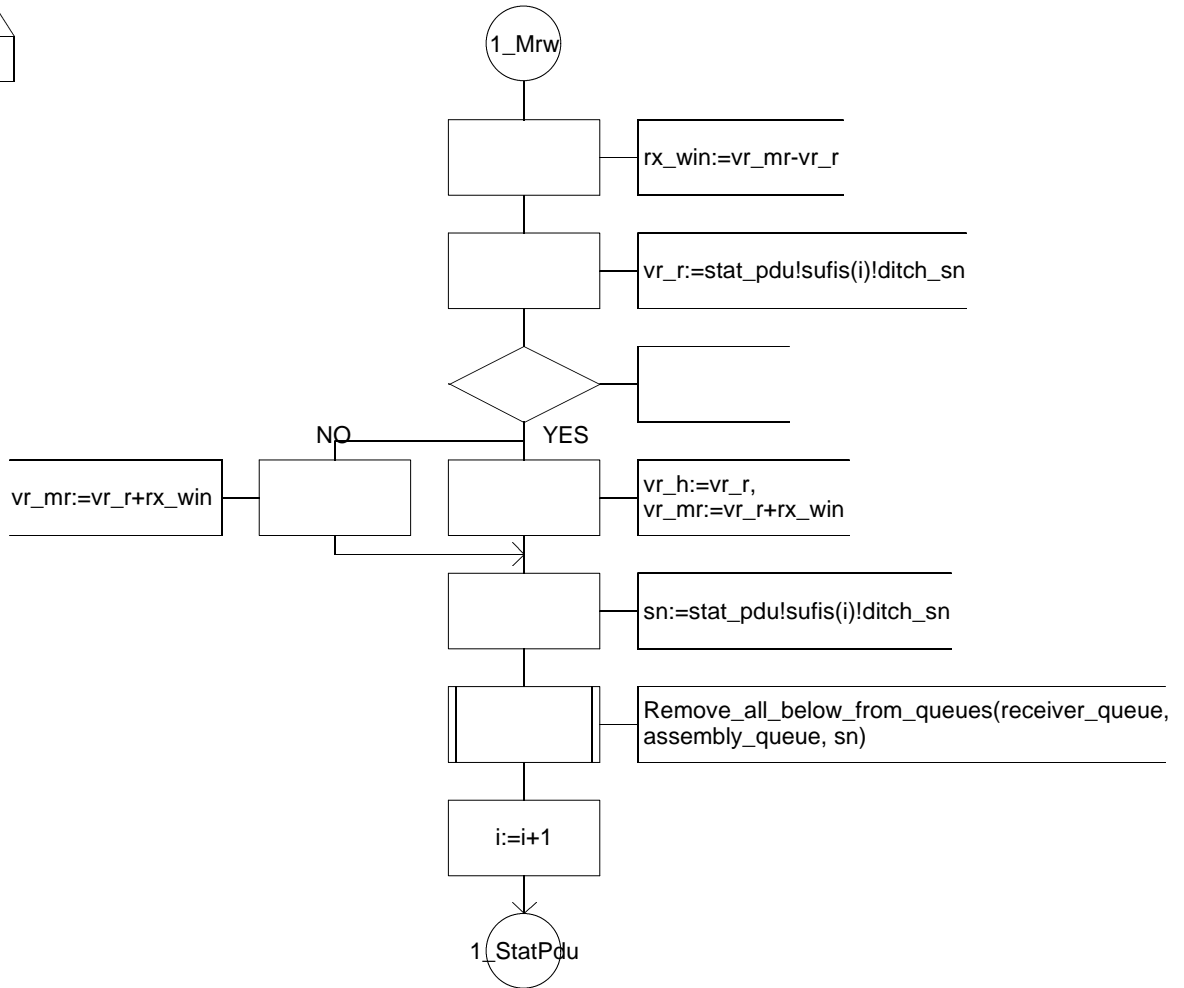 1_Mrw
rx_win:=vr_mr-vr_r
vr_r:=stat_pdu!sufis(i)!ditch_sn
NO
YES
vr_mr:=vr_r+rx_win
vr_h:=vr_r,
vr_mr:=vr_r+rx_win
sn:=stat_pdu!sufis(i)!ditch_sn
Remove_all_below_from_queues(receiver_queue,
assembly_queue, sn)
i:=i+1
1_StatPdu